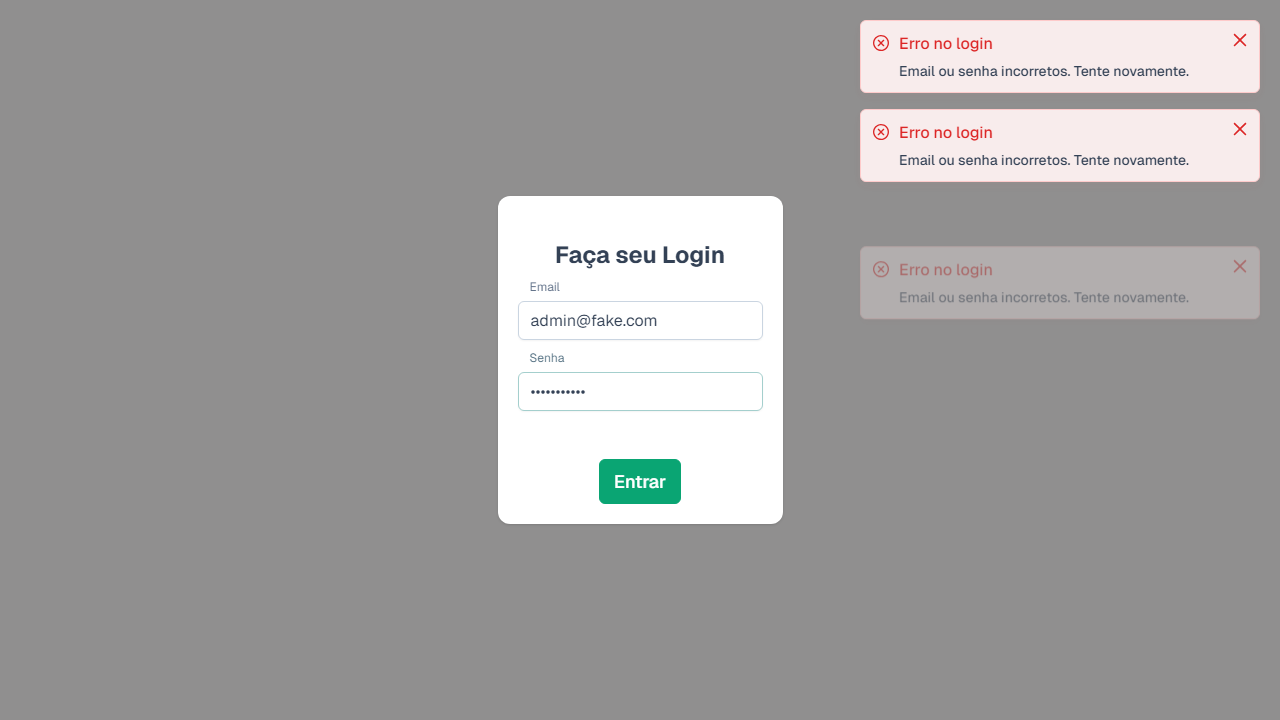 Erro no login
Email ou senha incorretos. Tente novamente.
Erro no login
Email ou senha incorretos. Tente novamente.
Erro no login
Email ou senha incorretos. Tente novamente.
Faça seu Login
Email
admin@fake.com
Senha
•••••••••••
Entrar